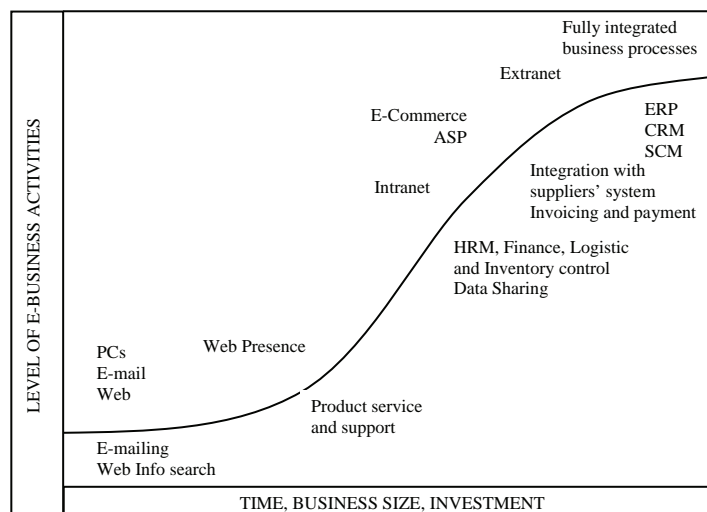 Fully integrated
business processes
Extranet
E-Commerce
ASP
ERP
CRM
SCM
Intranet
Integration with
suppliers’ system
Invoicing and payment
HRM, Finance, Logistic
and Inventory control
Data Sharing
Web Presence
PCs
E-mail
Web
Product service
and support
E-mailing
Web Info search
LEVEL OF E-BUSINESS ACTIVITIES
TIME, BUSINESS SIZE, INVESTMENT